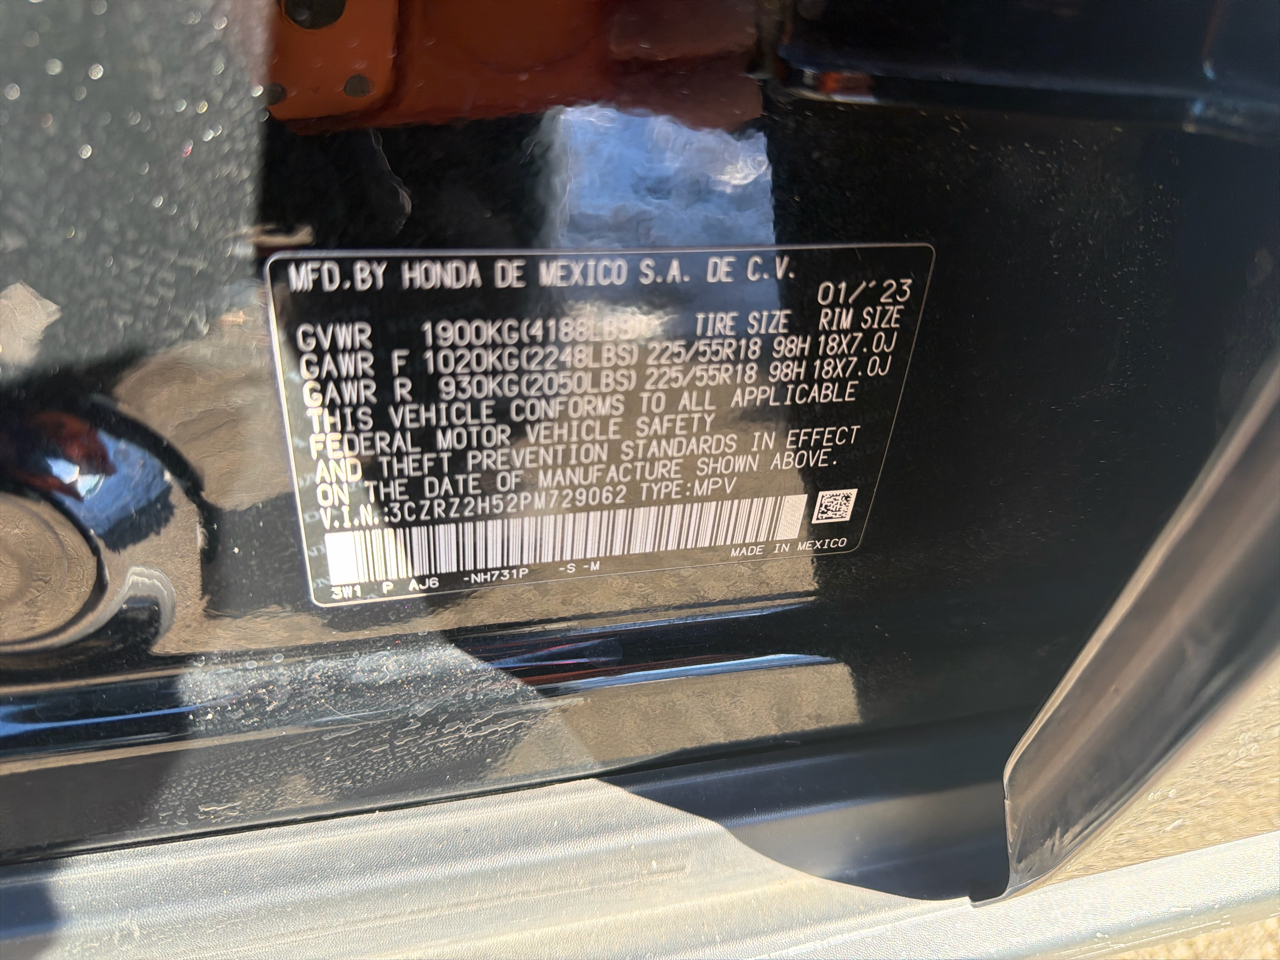 MFD.BY HONDA DE MEXICO S.A. DE C.V.
01/'23
GVWR 1900KG(4188LBS) TIRE SIZE RIM SIZE
GAWR F 1020KG(2248LBS) 225/55R18 98H 18X7.0J
GAWR R 930KG(2050LBS) 225/55R18 98H 18X7.0J
THIS VEHICLE CONFORMS TO ALL APPLICABLE
FEDERAL MOTOR VEHICLE SAFETY
AND THEFT PREVENTION STANDARDS IN EFFECT
ON THE DATE OF MANUFACTURE SHOWN ABOVE.
V.I.N.:3CZRZ2H52PM729062 TYPE:MPV
MADE IN MEXICO
3W1 P AJ6 -NH731P -S -M